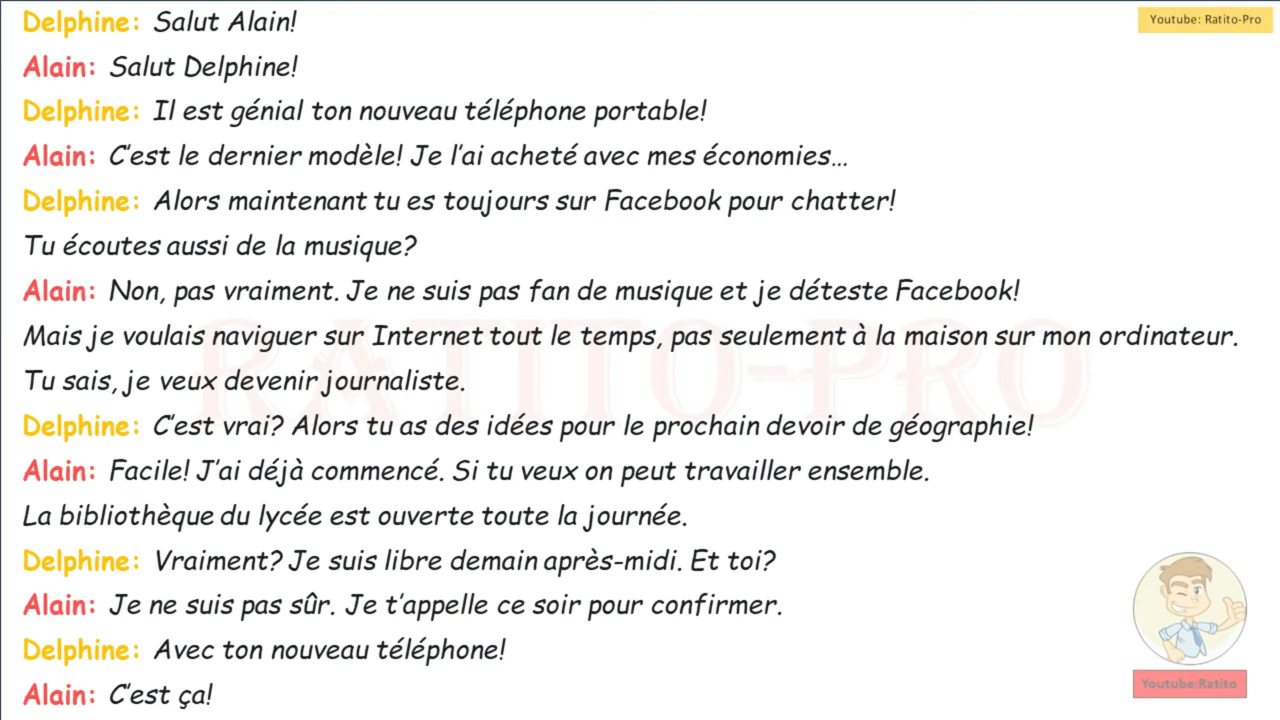 Delphine: Salut Alain!
Youtube: Ratito-Pro
Alain: Salut Delphine!
Delphine: Il est génial ton nouveau téléphone portable!
Alain: C'est le dernier modèle! Je l'ai acheté avec mes économies...
Delphine: Alors maintenant tu es toujours sur Facebook pour chatter!
Tu écoutes aussi de la musique?
Alain: Non, pas vraiment. Je ne suis pas fan de musique et je déteste Facebook!
Mais je voulais naviguer sur Internet tout le temps, pas seulement à la maison sur mon ordinateur.
RATITO-PRO
Tu sais, je veux devenir journaliste.
Delphine: C'est vrai? Alors tu as des idées pour le prochain devoir de géographie!
Alain: Facile! J'ai déjà commencé. Si tu veux on peut travailler ensemble.
La bibliothèque du lycée est ouverte toute la journée.
Delphine: Vraiment? Je suis libre demain après-midi. Et toi?
Alain: Je ne suis pas sûr. Je t'appelle ce soir pour confirmer.
Delphine: Avec ton nouveau téléphone!
Alain: C'est ça!
Youtube:Ratito